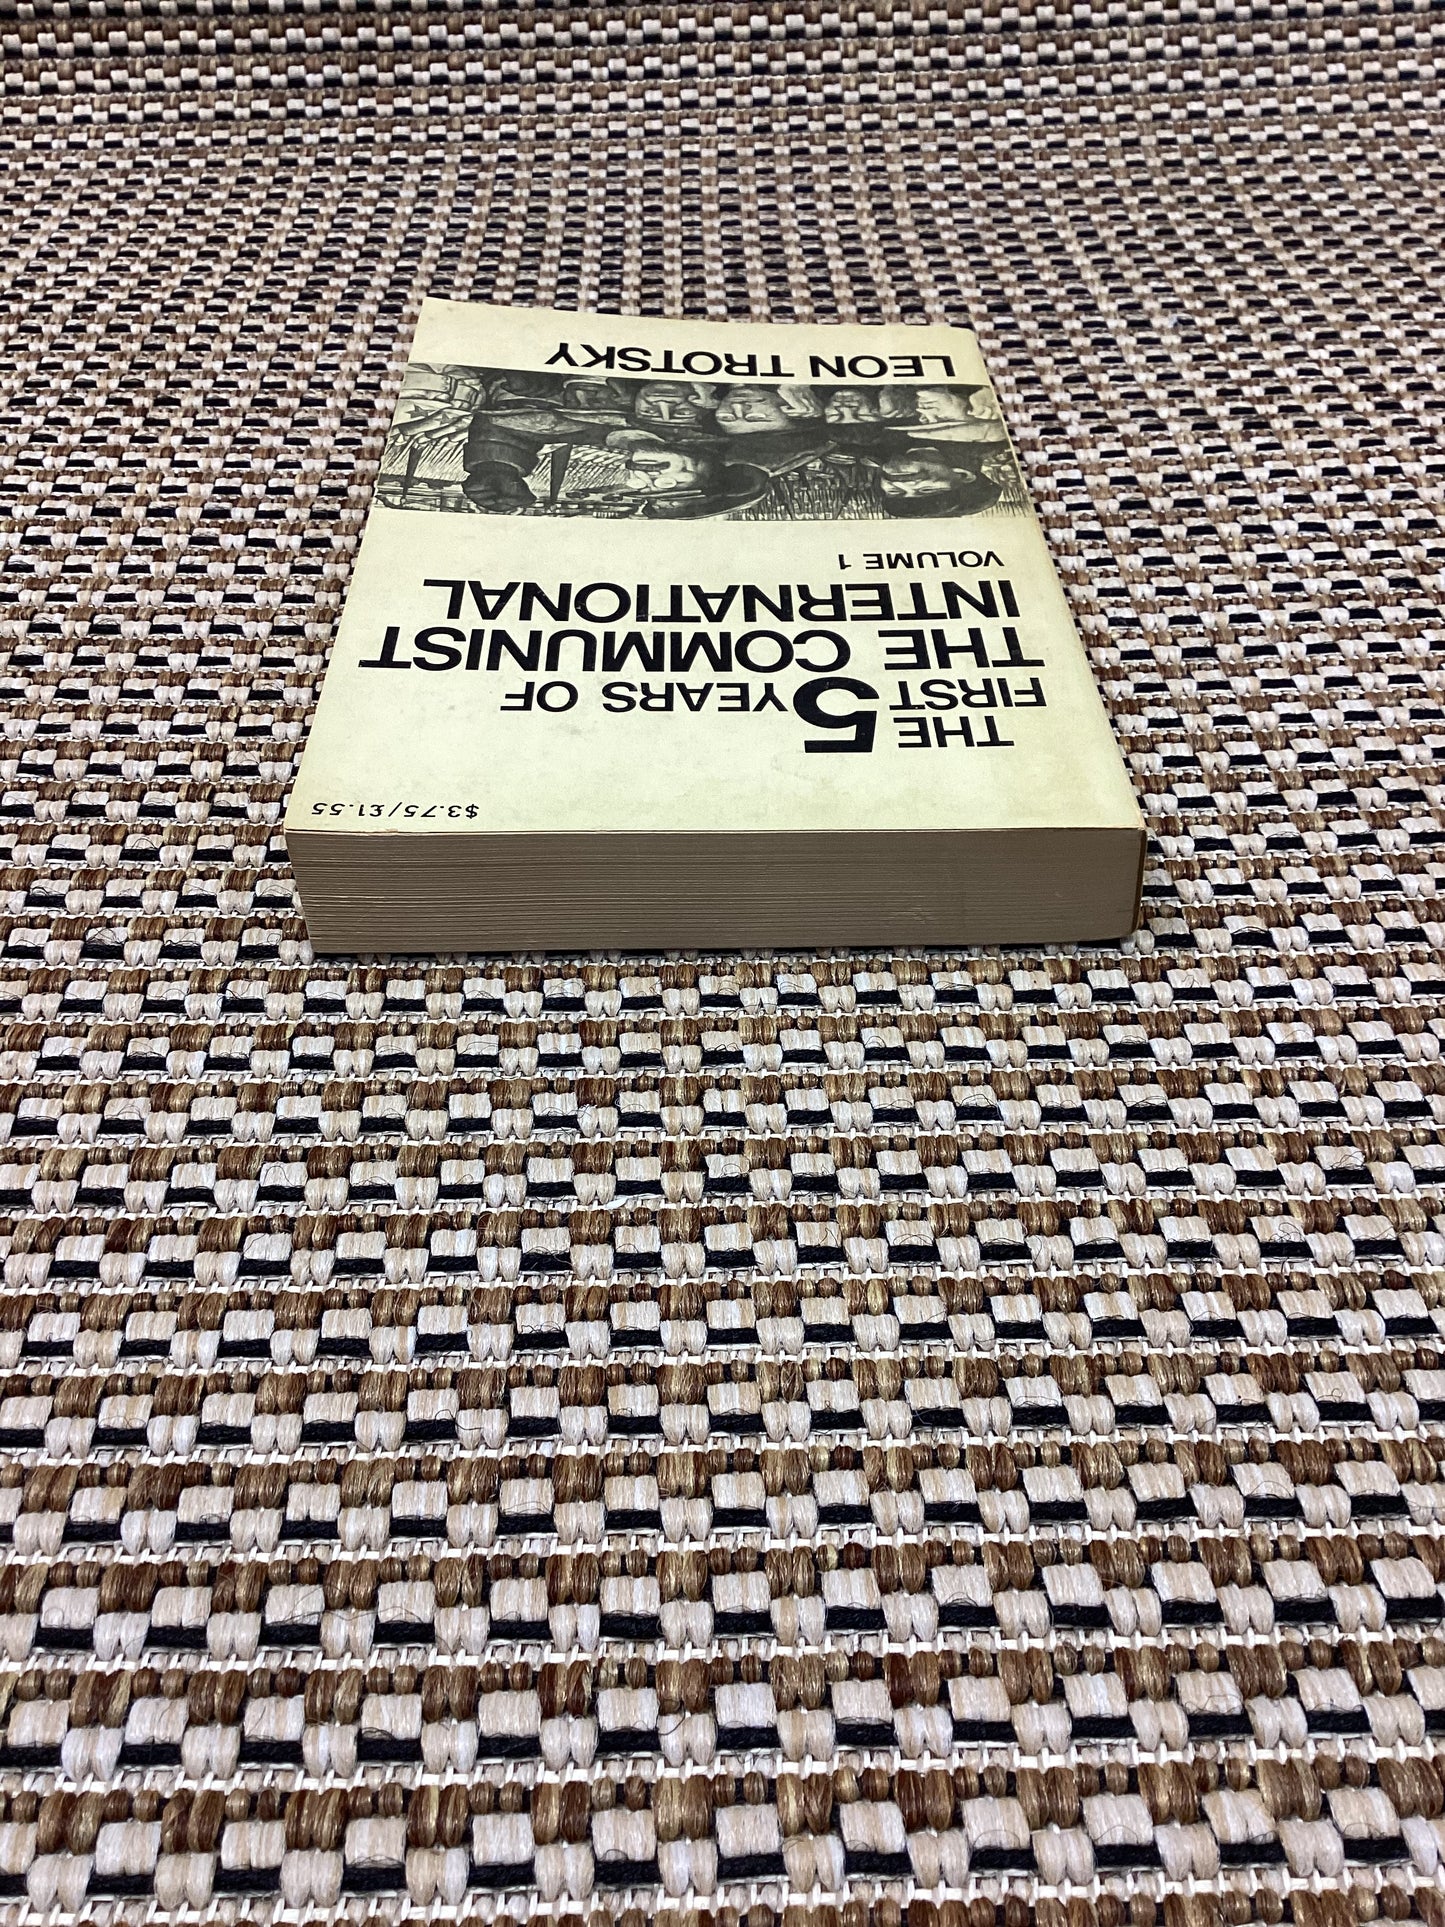 $3.75/£1.55
THE
FIRST 5 YEARS OF
THE COMMUNIST
INTERNATIONAL
VOLUME 1
LEON TROTSKY